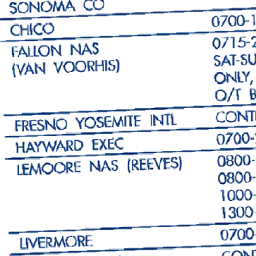 SONOMA CO
CHICO 0700-1
FALLON NAS 0715-2
(VAN VOORHIS) SAT-SU
ONLY,
O/T B
FRESNO YOSEMITE INTL CONTI
HAYWARD EXEC 0700-
LEMOORE NAS (REEVES) 0800-
0800-
1000-
1300-
LIVERMORE 0700-